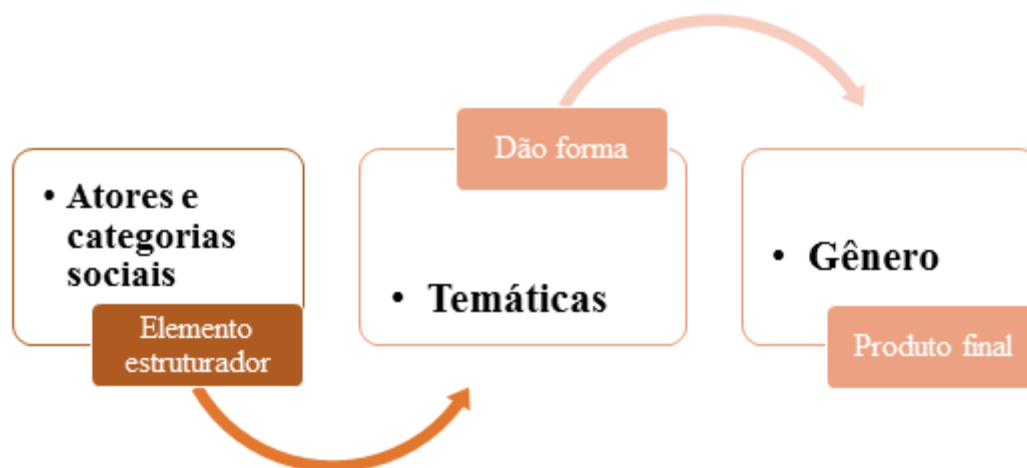 • Atores e
categorias
sociais
Elemento
estruturador
Dão forma
• Temáticas
• Gênero
Produto final